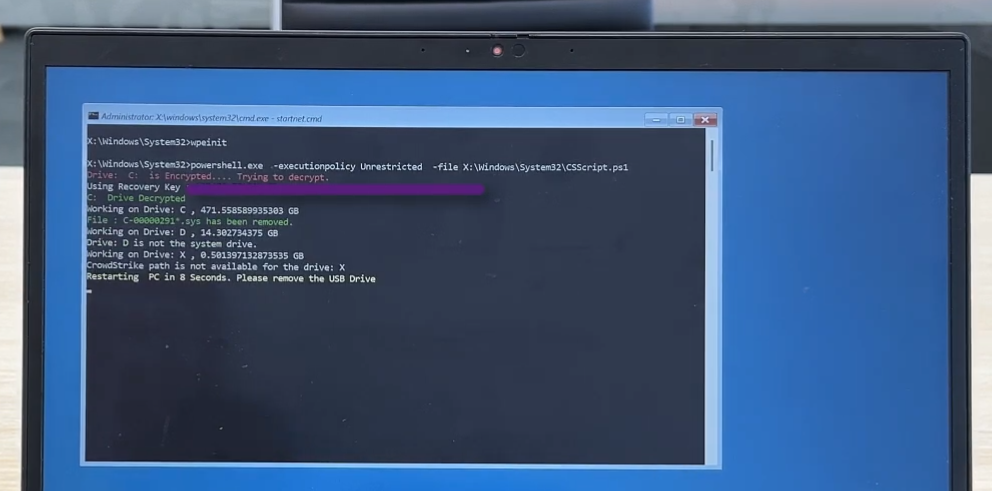 Administrator: X:\windows\system32\cmd.exe - startnet.cmd
X:\Windows\System32>wpeinit
X:\Windows\System32>powershell.exe -executionpolicy Unrestricted -file X:\Windows\System32\CSScript.ps1
Drive: C: is Encrypted.... Trying to decrypt.
Using Recovery Key
C: Drive Decrypted
Working on Drive: C , 471.558589935303 GB
File : C-00000291*.sys has been removed.
Working on Drive: D , 14.302734375 GB
Drive: D is not the system drive.
Working on Drive: X , 0.501397132873535 GB
CrowdStrike path is not available for the drive: X
Restarting PC in 8 Seconds. Please remove the USB Drive